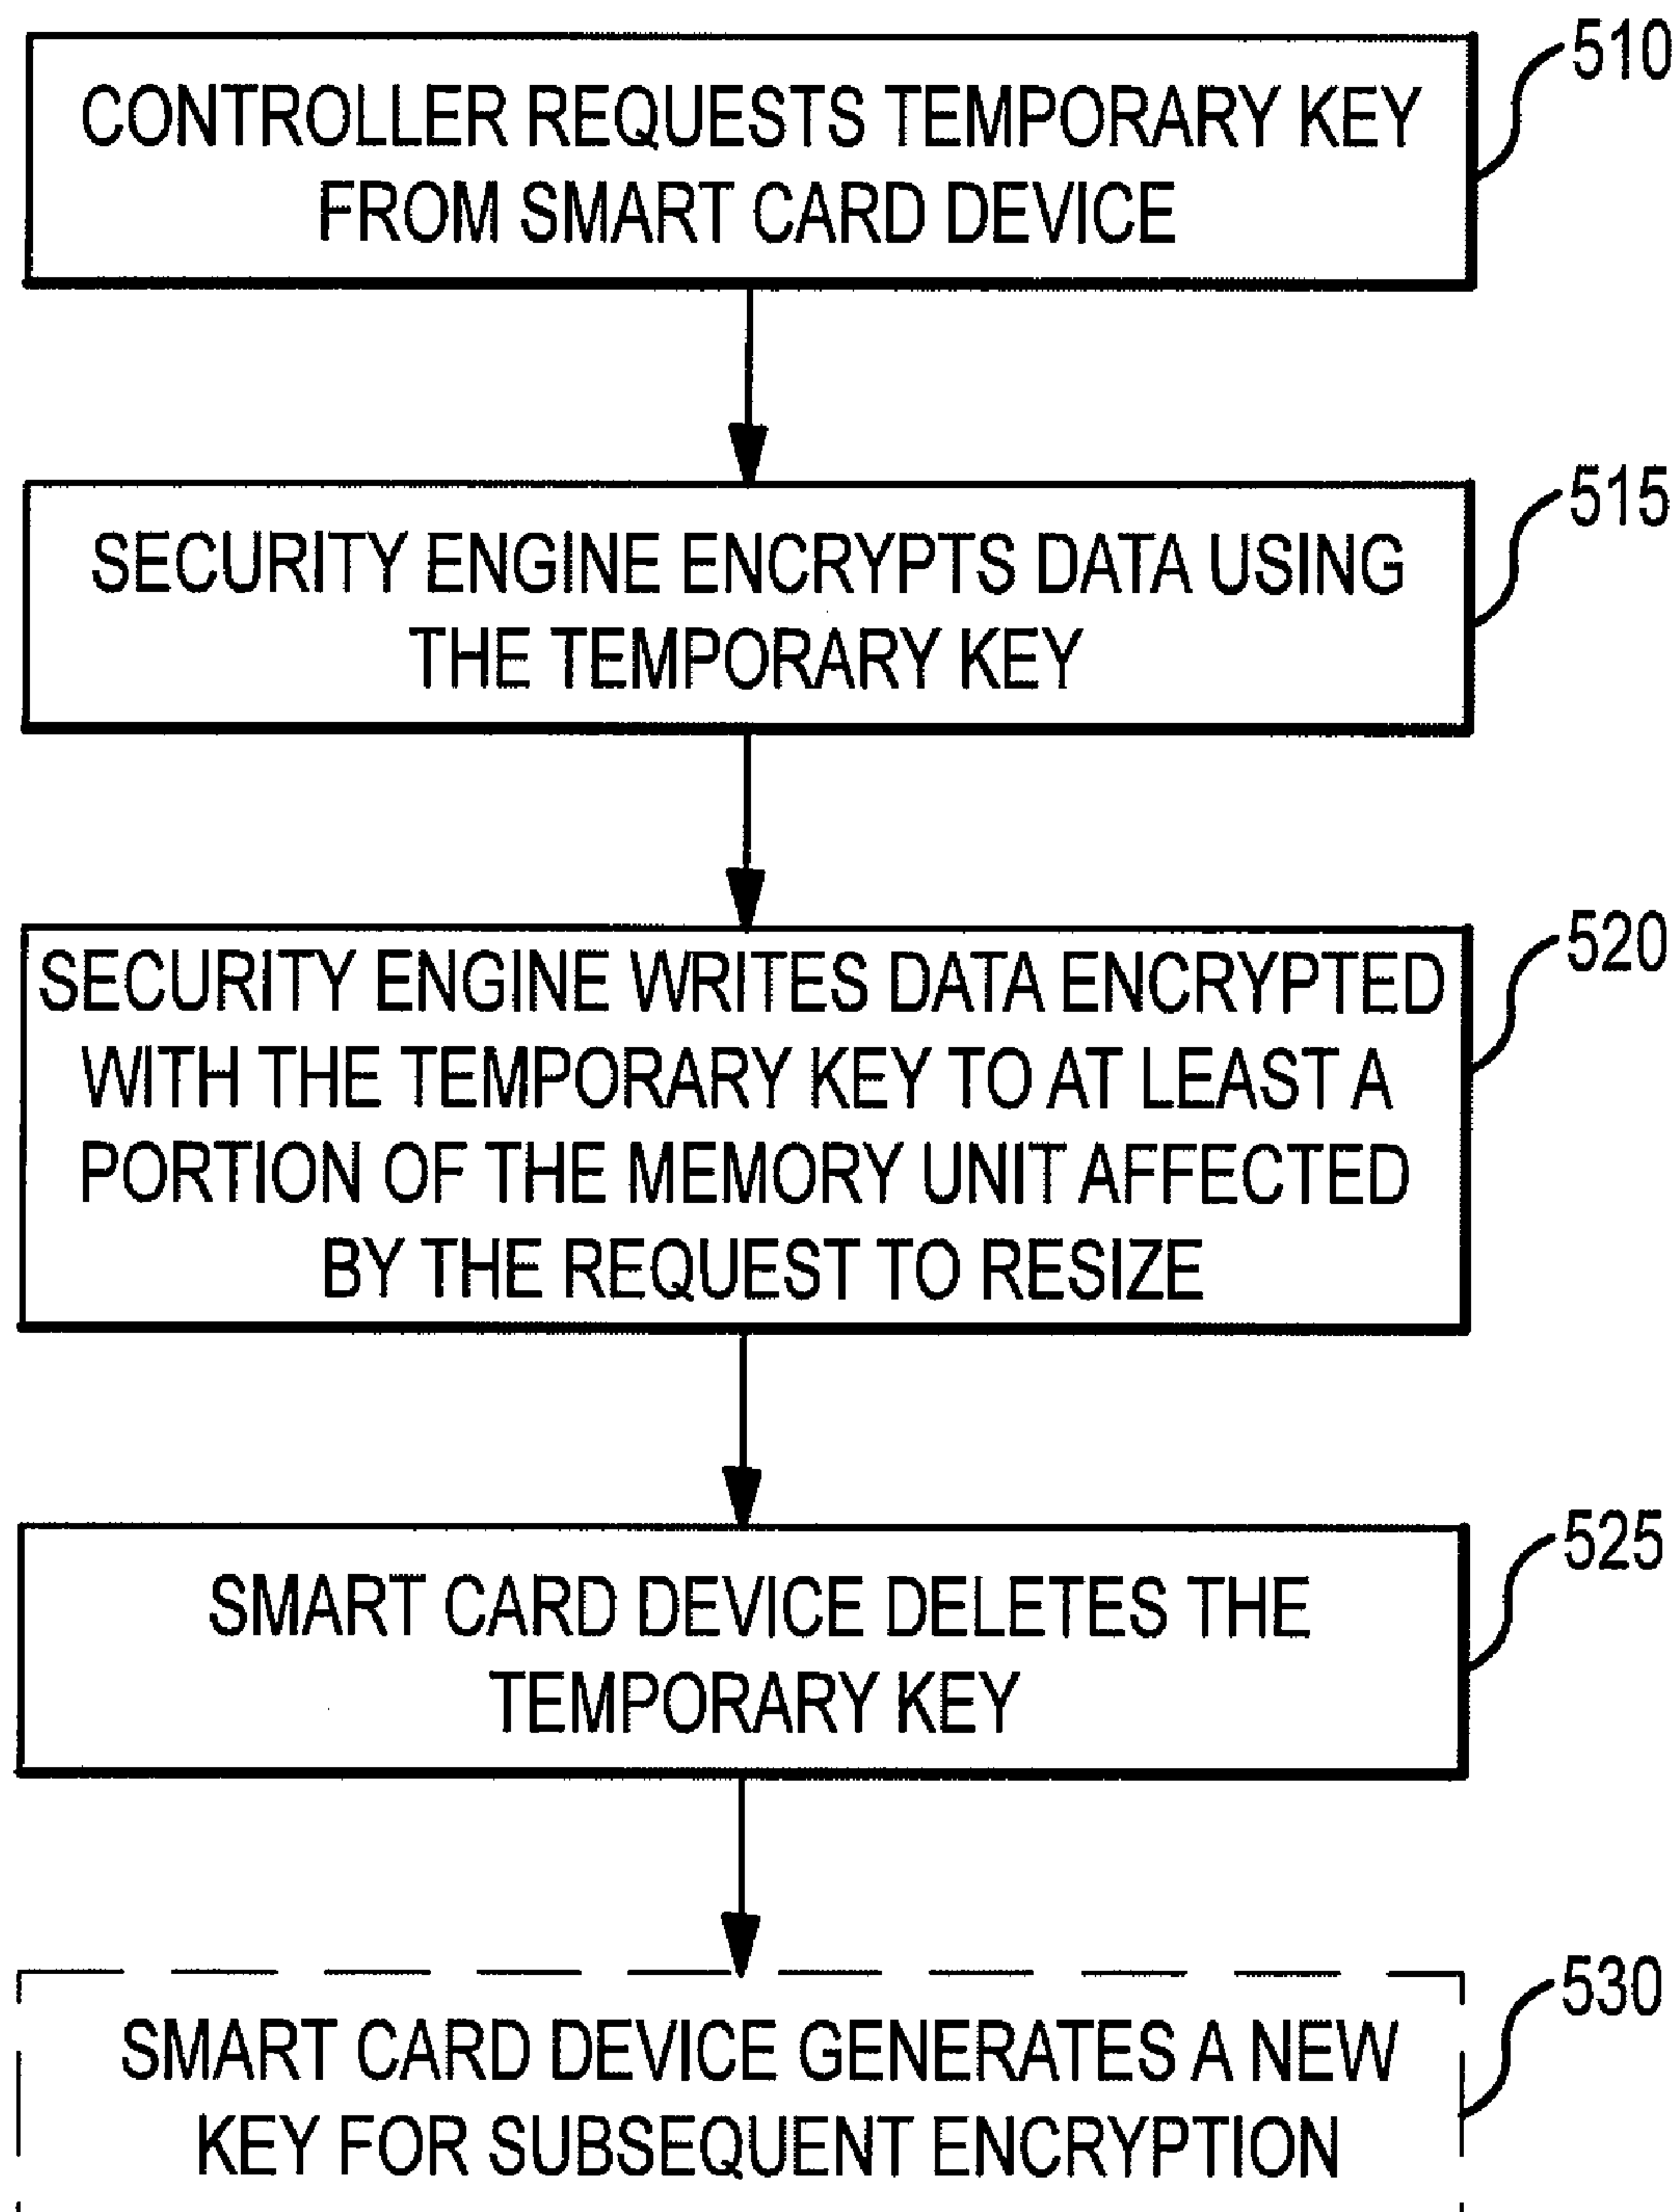 510
CONTROLLER REQUESTS TEMPORARY KEY
FROM SMART CARD DEVICE
515
SECURITY ENGINE ENCRYPTS DATA USING
THE TEMPORARY KEY
520
SECURITY ENGINE WRITES DATA ENCRYPTED
WITH THE TEMPORARY KEY TO AT LEAST A
PORTION OF THE MEMORY UNIT AFFECTED
BY THE REQUEST TO RESIZE
525
SMART CARD DEVICE DELETES THE
TEMPORARY KEY
530
SMART CARD DEVICE GENERATES A NEW
KEY FOR SUBSEQUENT ENCRYPTION